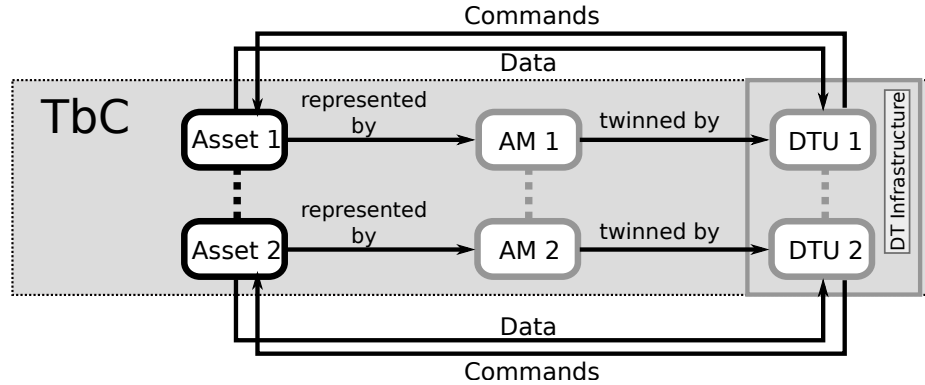 Commands
Data
TbC
represented
by
twinned by
Asset 1
AM 1
DTU 1
DT Infrastructure
represented
by
twinned by
Asset 2
AM 2
DTU 2
Data
Commands